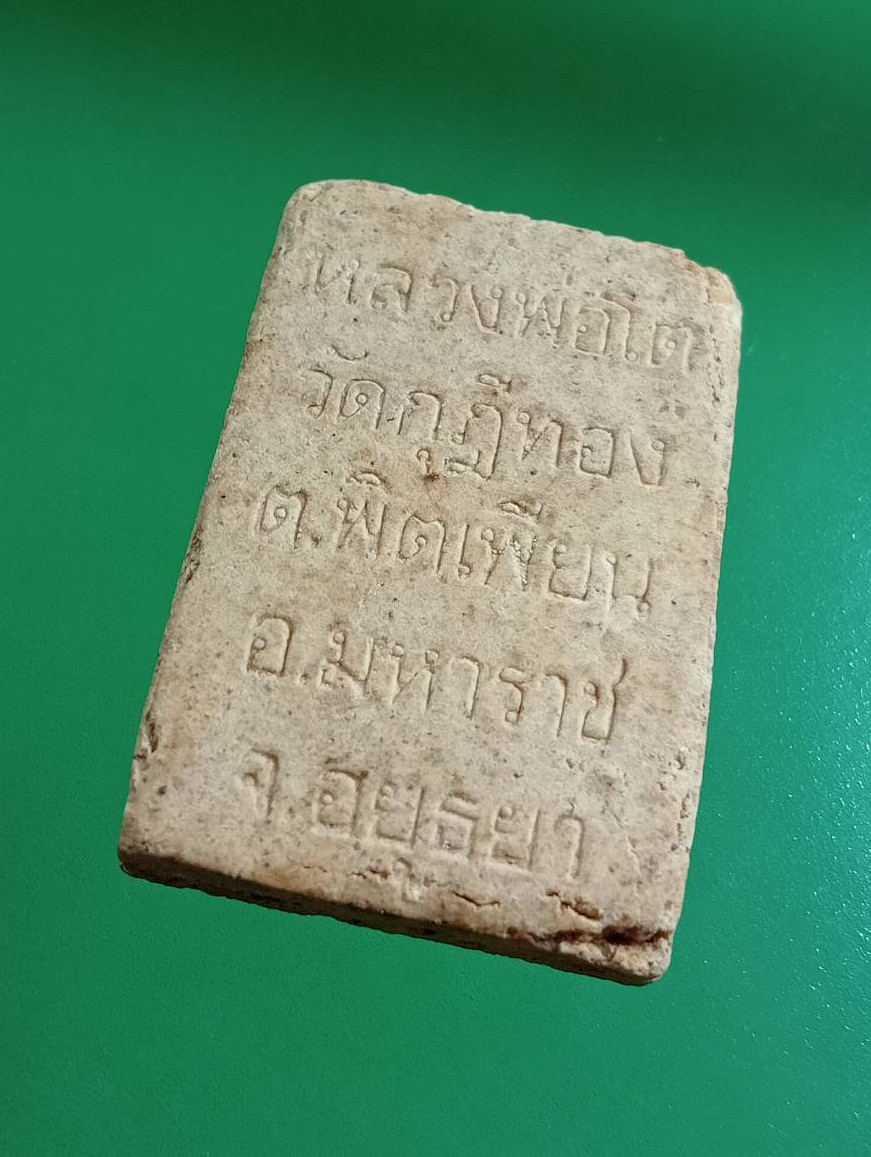 หลวงพ่อโต
วัดกุฎีทอง
ต.พิตเพียน
อ.มหาราช
จ.อยุธยา